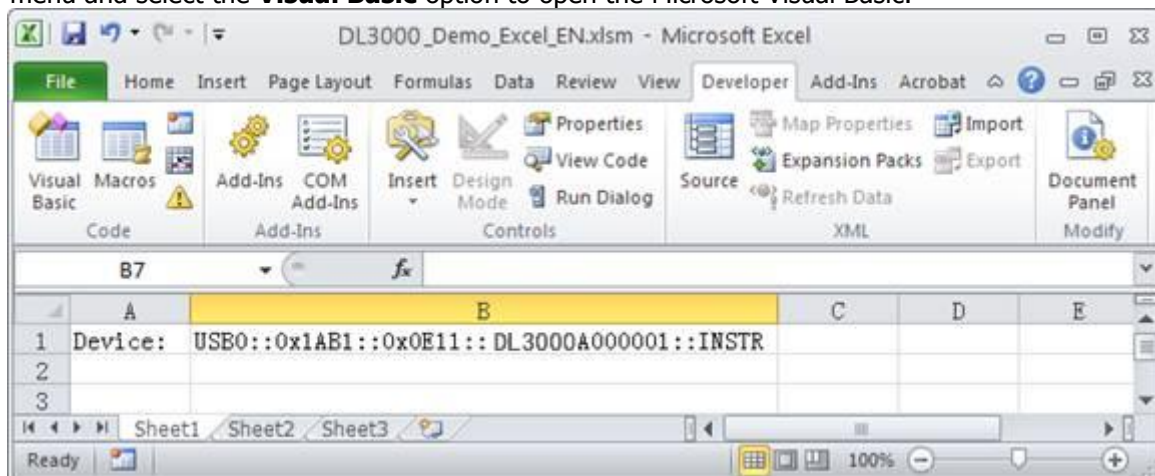 menu and select the Visual Basic option to open the Microsoft Visual Basic.
DL3000_Demo_Excel_EN.xlsm - Microsoft Excel
File Home Insert Page Layout Formulas Data Review View Developer Add-Ins Acrobat
Visual Basic
Macros
Code
Add-Ins
COM Add-Ins
Add-Ins
Insert
Design Mode
Properties
View Code
Run Dialog
Controls
Source
Map Properties
Expansion Packs
Refresh Data
Import
Export
XML
Document Panel
Modify
B7 fx
A B C D E
1 Device: USB0::0x1AB1::0x0E11::DL3000A000001::INSTR
2
3
Sheet1 Sheet2 Sheet3
Ready 100%